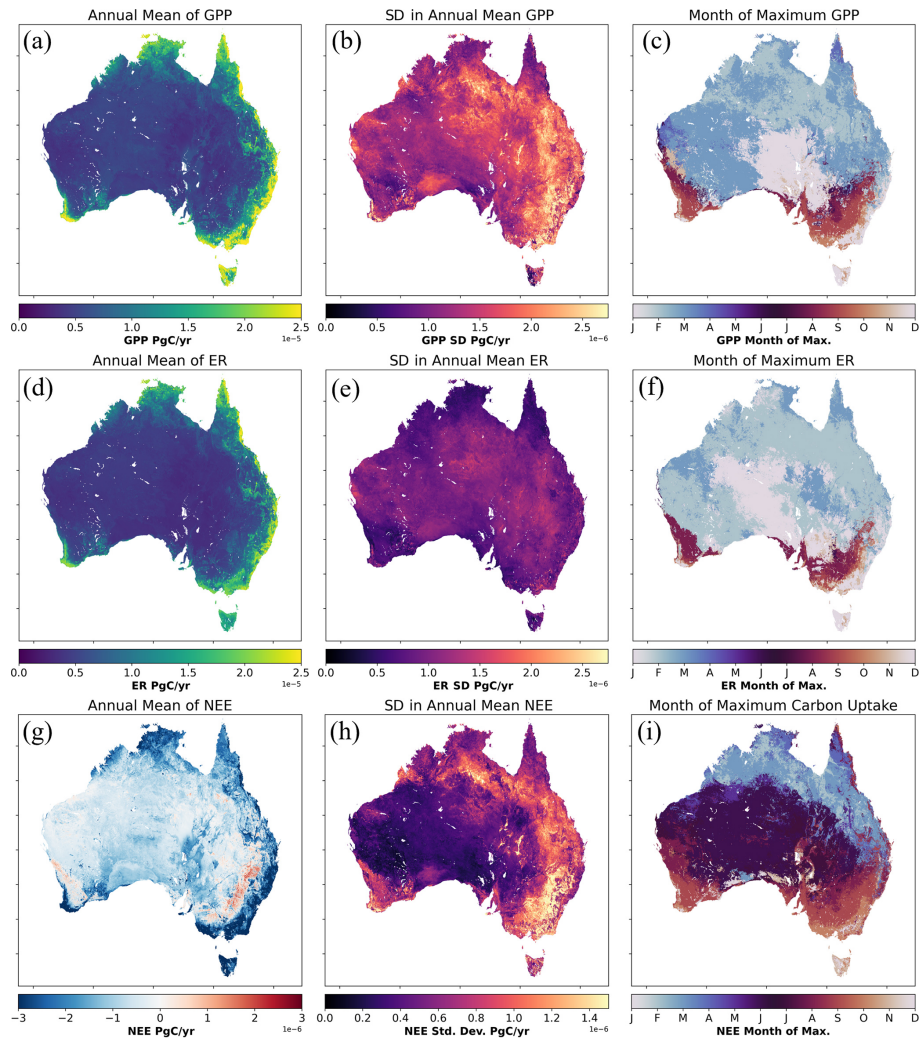 Annual Mean of GPP
SD in Annual Mean GPP
Month of Maximum GPP
(a)
(b)
(c)
0.0 0.5 1.0 1.5 2.0 2.5
1e-5
GPP PgC/yr
0.0 0.5 1.0 1.5 2.0 2.5
1e-6
GPP SD PgC/yr
J F M A M J J A S O N D
GPP Month of Max.
Annual Mean of ER
SD in Annual Mean ER
Month of Maximum ER
(d)
(e)
(f)
0.0 0.5 1.0 1.5 2.0 2.5
1e-5
ER PgC/yr
0.0 0.5 1.0 1.5 2.0 2.5
1e-6
ER SD PgC/yr
J F M A M J J A S O N D
ER Month of Max.
Annual Mean of NEE
SD in Annual Mean NEE
Month of Maximum Carbon Uptake
(g)
(h)
(i)
−3 −2 −1 0 1 2 3
1e-6
NEE PgC/yr
0.0 0.2 0.4 0.6 0.8 1.0 1.2 1.4
1e-6
NEE Std. Dev. PgC/yr
J F M A M J J A S O N D
NEE Month of Max.